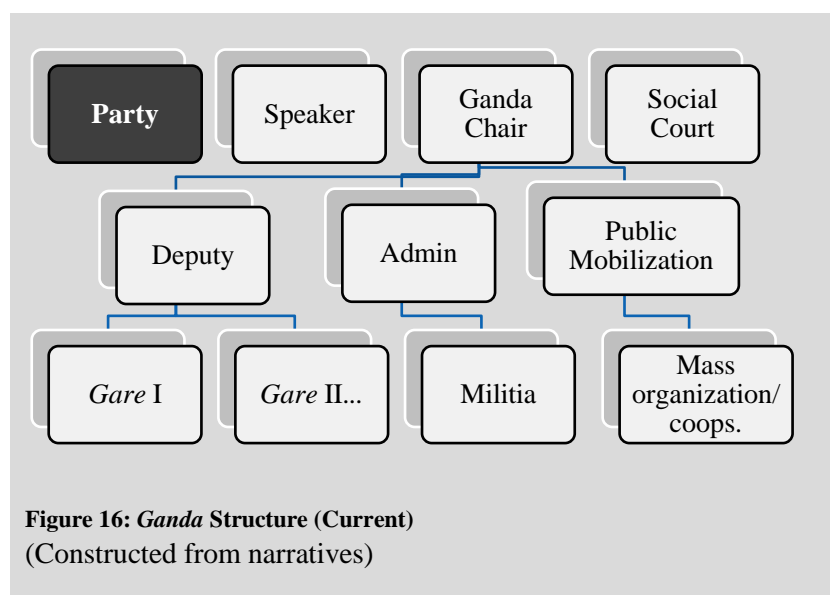 Party
Speaker
Ganda
Chair
Social
Court
Deputy
Admin
Public
Mobilization
Gare I
Gare II...
Militia
Mass
organization/
coops.
Figure 16: Ganda Structure (Current)
(Constructed from narratives)